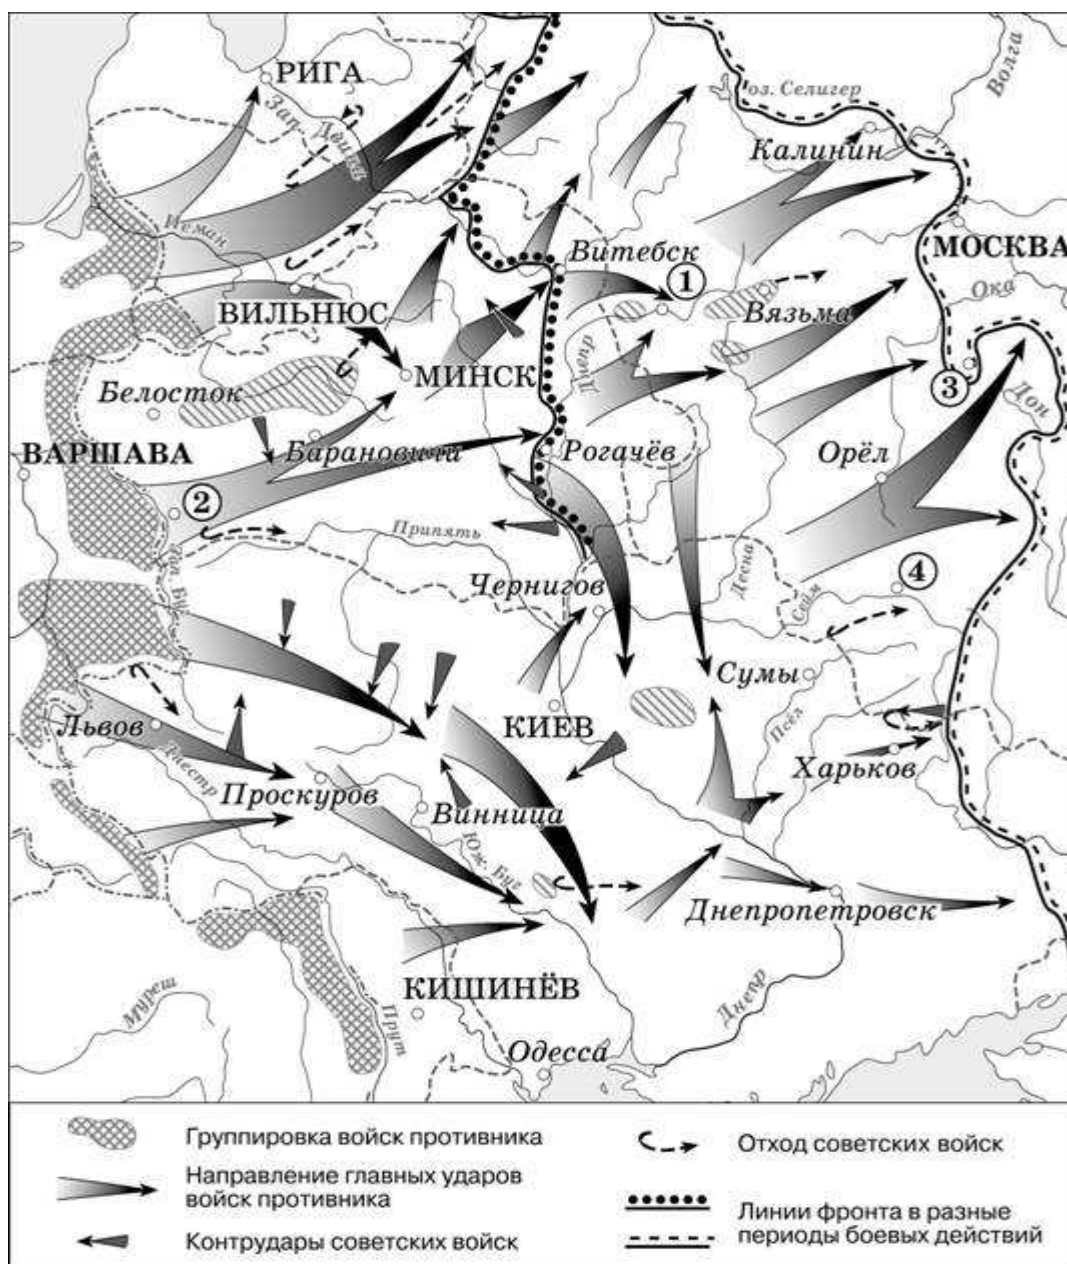 РИГА
Зап. Двина
оз. Селигер
Волга
Калинин
Неман
МОСКВА
Витебск
1
Ока
ВИЛЬНЮС
Вязьма
Днепр
МИНСК
3
Белосток
Дон
Барановичи
Рогачёв
Орёл
ВАРШАВА
2
Припять
Десна
4
Зап. Буг
Чернигов
Сейм
Сумы
Львов
КИЕВ
Псёл
Днестр
Харьков
Проскуров
Винница
Юж. Буг
Днепропетровск
КИШИНЁВ
Муреш
Прут
Днепр
Одесса
Группировка войск противника
Направление главных ударов
войск противника
Контрудары советских войск
Отход советских войск
Линии фронта в разные
периоды боевых действий